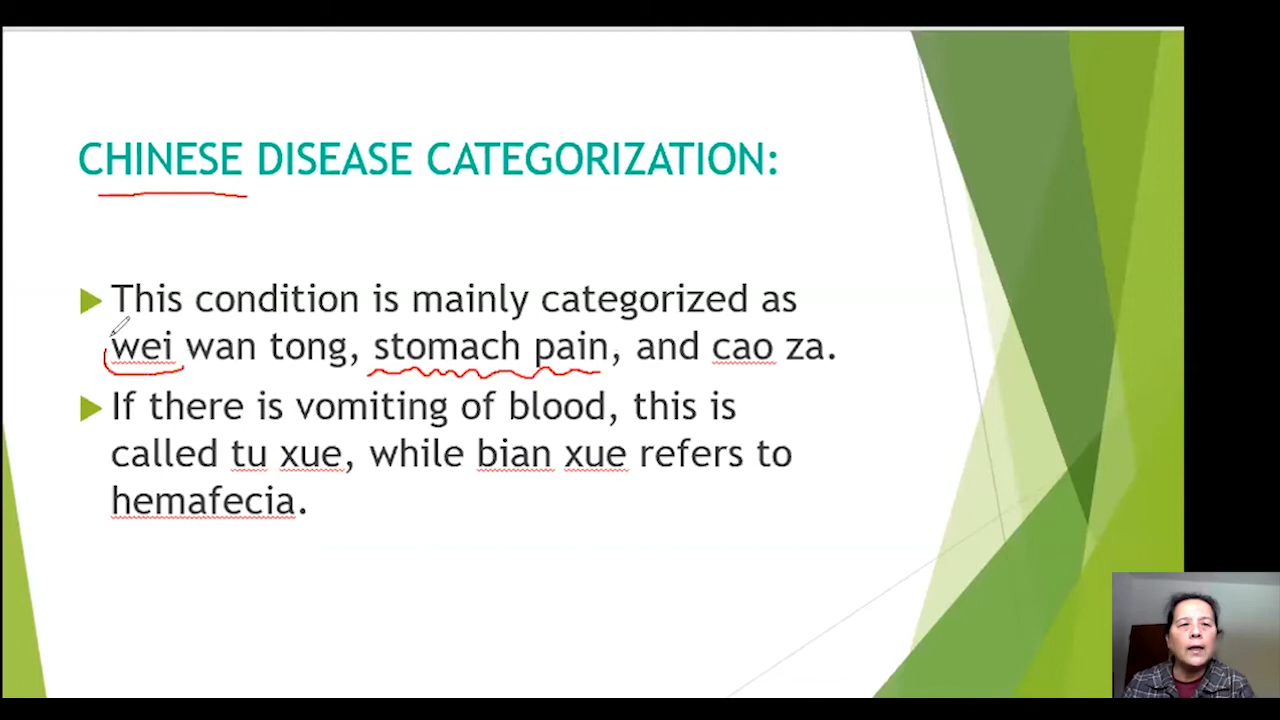 CHINESE DISEASE CATEGORIZATION:
This condition is mainly categorized as
wei wan tong, stomach pain, and cao za.
If there is vomiting of blood, this is
called tu xue, while bian xue refers to
hemafecia.